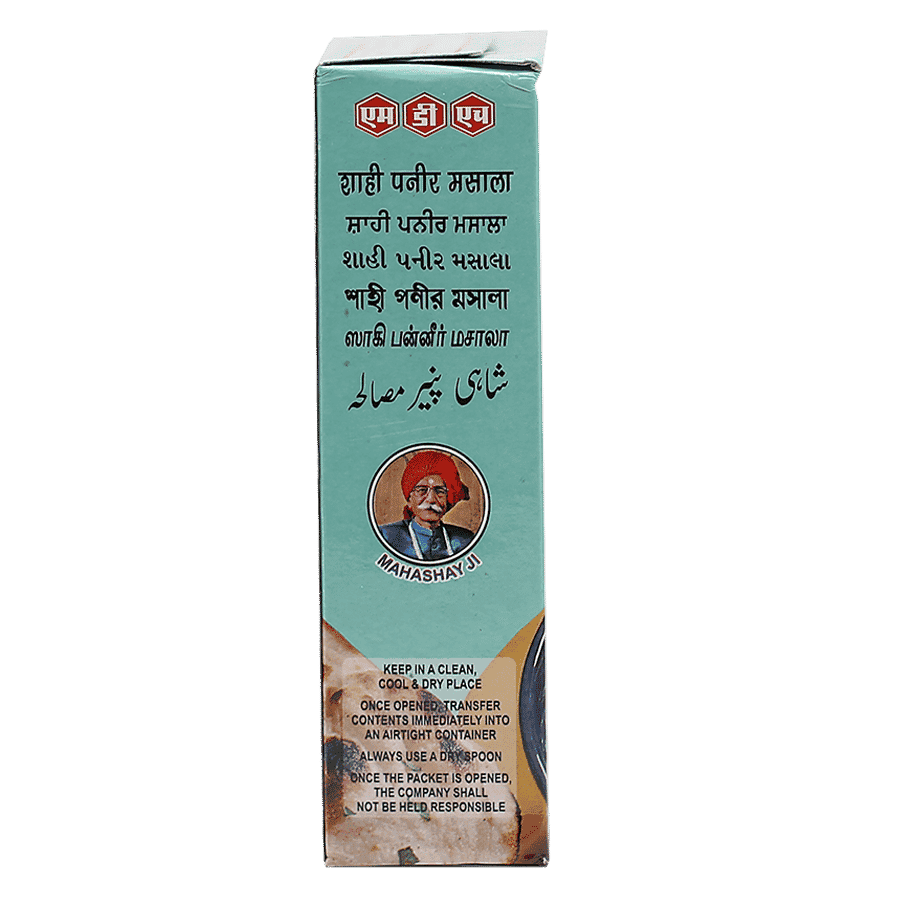 एम डी एच
शाही पनीर मसाला
ਸ਼ਾਹੀ ਪਨੀਰ ਮਸਾਲਾ
શાહી પનીર મસાલા
শাহী পণীর মসালা
ஸாகி பன்னீர் மசாலா
شاہی پنیر مصالحہ
MAHASHAY JI
KEEP IN A CLEAN,
COOL & DRY PLACE
ONCE OPENED, TRANSFER
CONTENTS IMMEDIATELY INTO
AN AIRTIGHT CONTAINER
ALWAYS USE A DRY SPOON
ONCE THE PACKET IS OPENED,
THE COMPANY SHALL
NOT BE HELD RESPONSIBLE